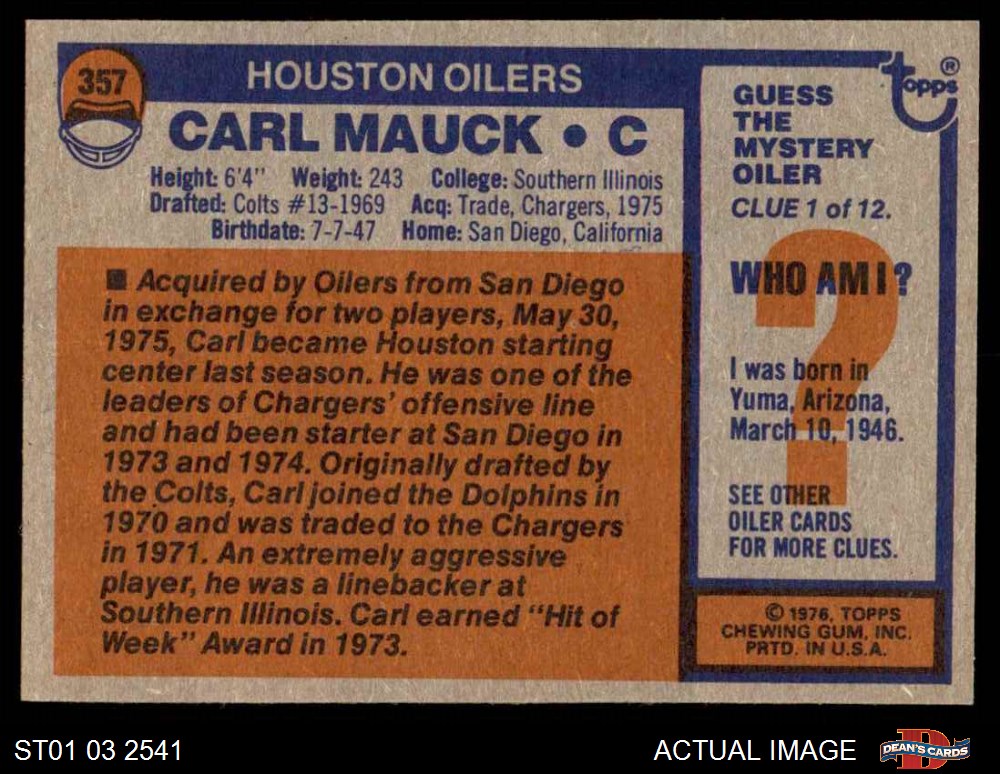 357
HOUSTON OILERS
CARL MAUCK • C
Height: 6'4" Weight: 243 College: Southern Illinois
Drafted: Colts #13-1969 Acq: Trade, Chargers, 1975
Birthdate: 7-7-47 Home: San Diego, California
■ Acquired by Oilers from San Diego
in exchange for two players, May 30,
1975, Carl became Houston starting
center last season. He was one of the
leaders of Chargers' offensive line
and had been starter at San Diego in
1973 and 1974. Originally drafted by
the Colts, Carl joined the Dolphins in
1970 and was traded to the Chargers
in 1971. An extremely aggressive
player, he was a linebacker at
Southern Illinois. Carl earned "Hit of
Week" Award in 1973.
topps®
GUESS
THE
MYSTERY
OILER
CLUE 1 of 12.
?
WHO AM I?
I was born in
Yuma, Arizona,
March 10, 1946.
SEE OTHER
OILER CARDS
FOR MORE CLUES.
© 1976, TOPPS
CHEWING GUM, INC.
PRTD. IN U.S.A.
ST01 03 2541
ACTUAL IMAGE
D
DEAN'S CARDS